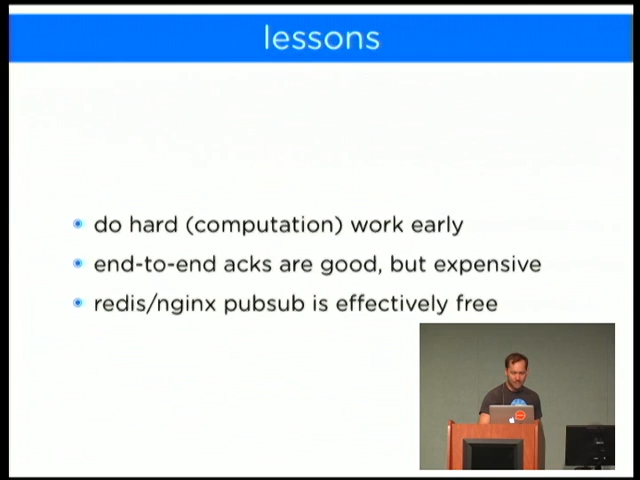 lessons
do hard (computation) work early
end-to-end acks are good, but expensive
redis/nginx pubsub is effectively free